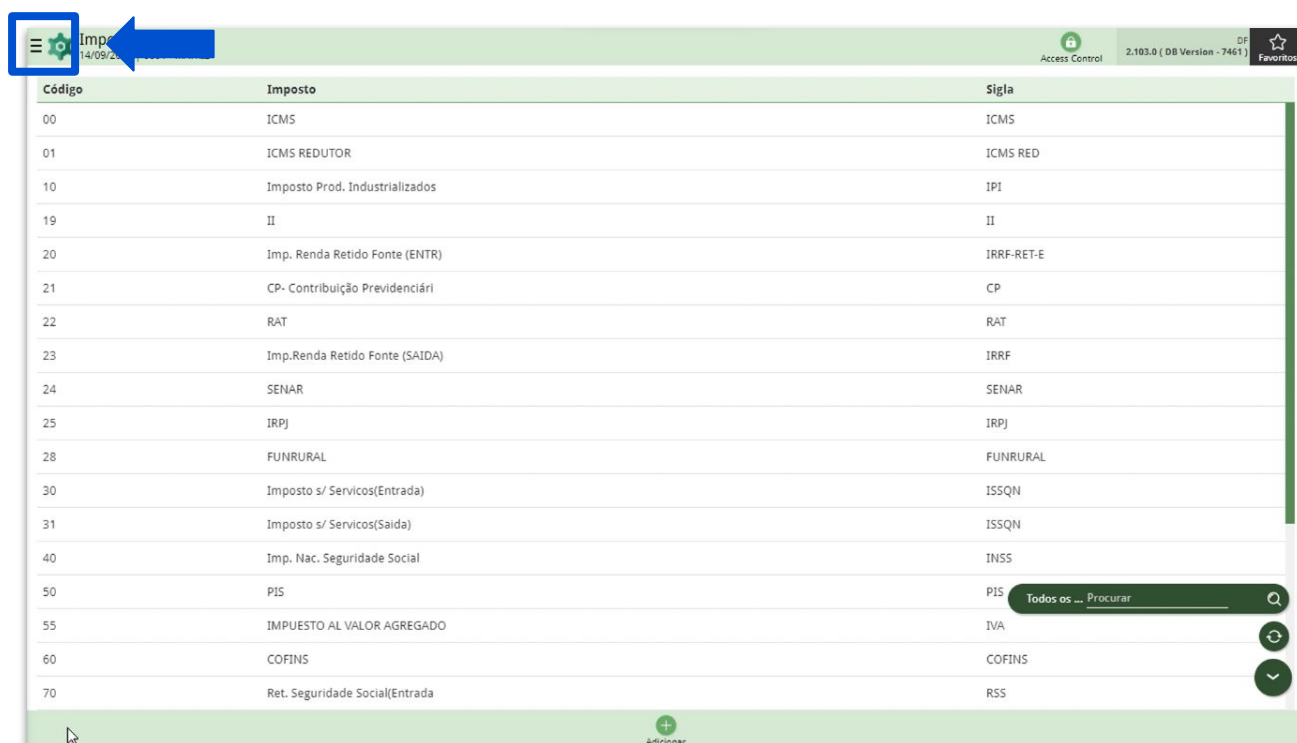 14/09/2
Access Control
DF
2.103.0 ( DB Version - 7461 )
Favoritos
Código Imposto Sigla
00 ICMS ICMS
01 ICMS REDUTOR ICMS RED
10 Imposto Prod. Industrializados IPI
19 II II
20 Imp. Renda Retido Fonte (ENTR) IRRF-RET-E
21 CP- Contribuição Previdenciári CP
22 RAT RAT
23 Imp.Renda Retido Fonte (SAIDA) IRRF
24 SENAR SENAR
25 IRPJ IRPJ
28 FUNRURAL FUNRURAL
30 Imposto s/ Servicos(Entrada) ISSQN
31 Imposto s/ Servicos(Saida) ISSQN
40 Imp. Nac. Seguridade Social INSS
50 PIS PIS
Todos os ... Procurar
55 IMPUESTO AL VALOR AGREGADO IVA
60 COFINS COFINS
70 Ret. Seguridade Social(Entrada RSS
Adicionar